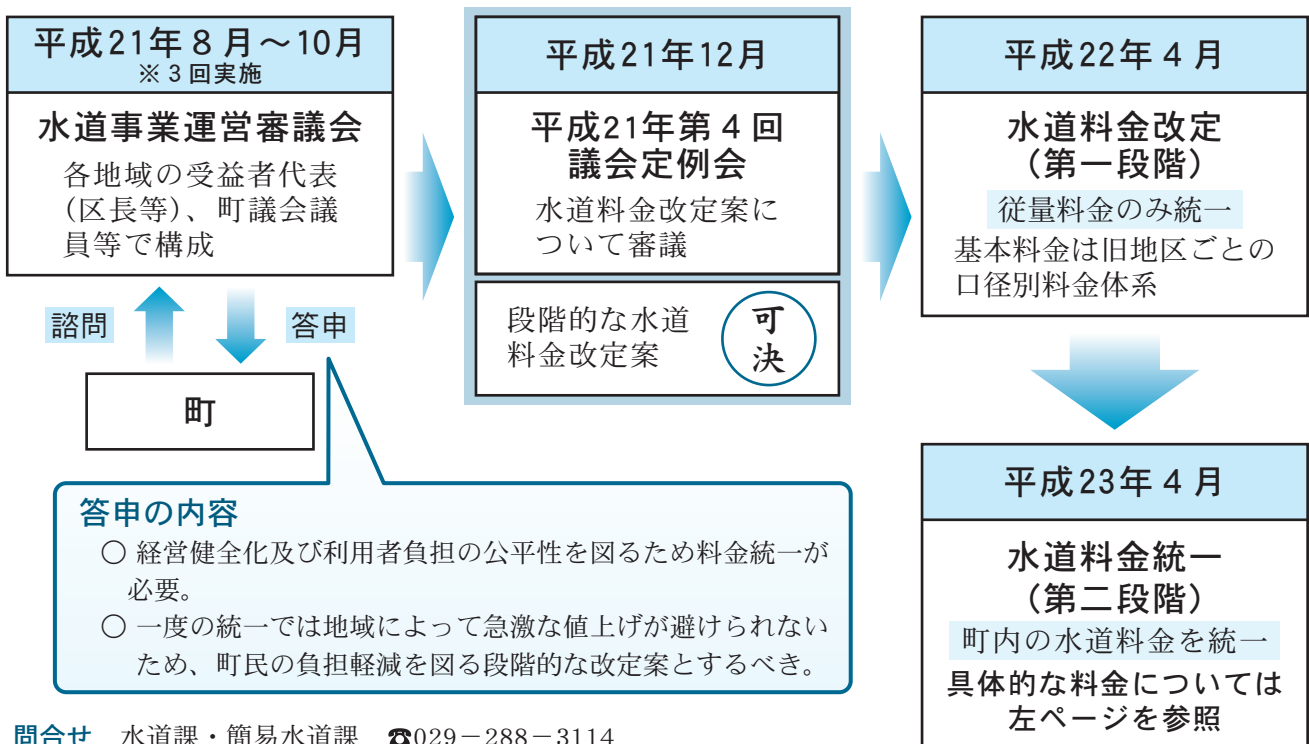 平成21年８月～10月
※３回実施
水道事業運営審議会
各地域の受益者代表
(区長等)、町議会議
員等で構成
諮問
答申
町
平成21年12月
平成21年第４回
議会定例会
水道料金改定案に
ついて審議
段階的な水道
料金改定案
可
決
平成22年４月
水道料金改定
（第一段階）
従量料金のみ統一
基本料金は旧地区ごとの
口径別料金体系
平成23年４月
水道料金統一
（第二段階）
町内の水道料金を統一
具体的な料金については
左ページを参照
答申の内容
○ 経営健全化及び利用者負担の公平性を図るため料金統一が
必要。
○ 一度の統一では地域によって急激な値上げが避けられない
ため、町民の負担軽減を図る段階的な改定案とするべき。
問合せ　水道課・簡易水道課　☎029－288－3114